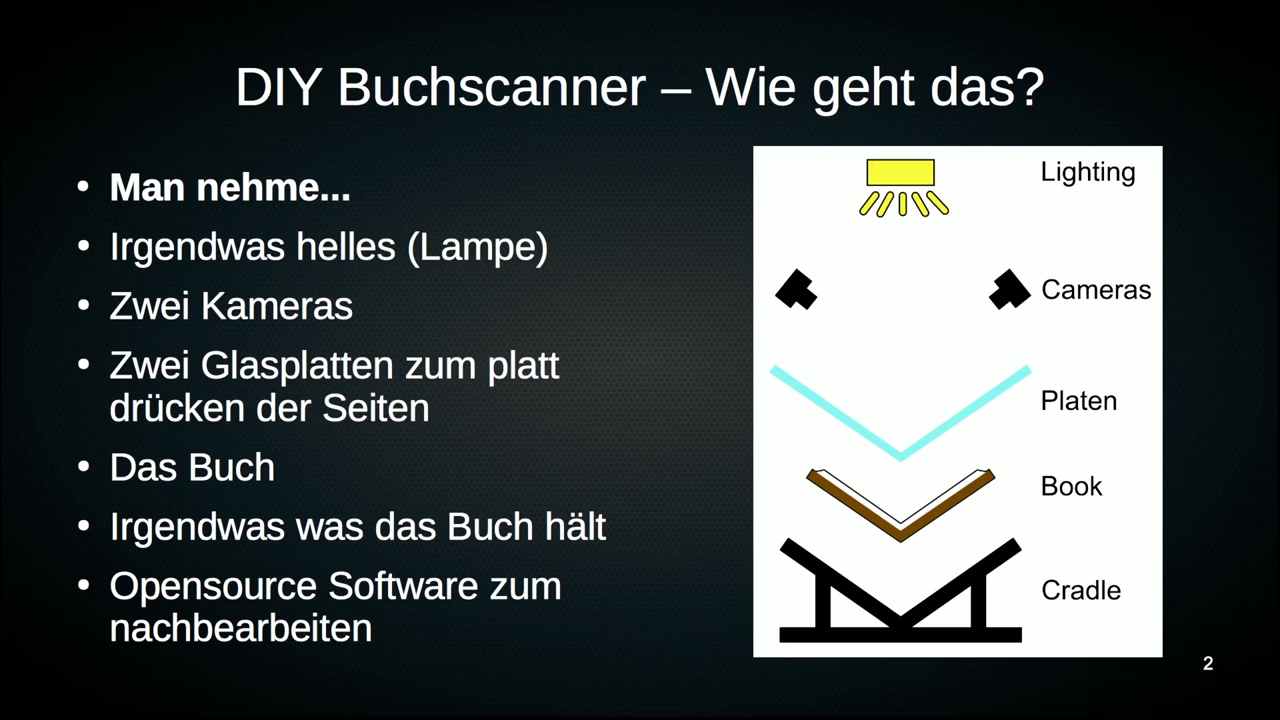 DIY Buchscanner – Wie geht das?
• Man nehme...
• Irgendwas helles (Lampe)
• Zwei Kameras
• Zwei Glasplatten zum platt
drücken der Seiten
• Das Buch
• Irgendwas was das Buch hält
• Opensource Software zum
nachbearbeiten
Lighting
Cameras
Platen
Book
Cradle
2